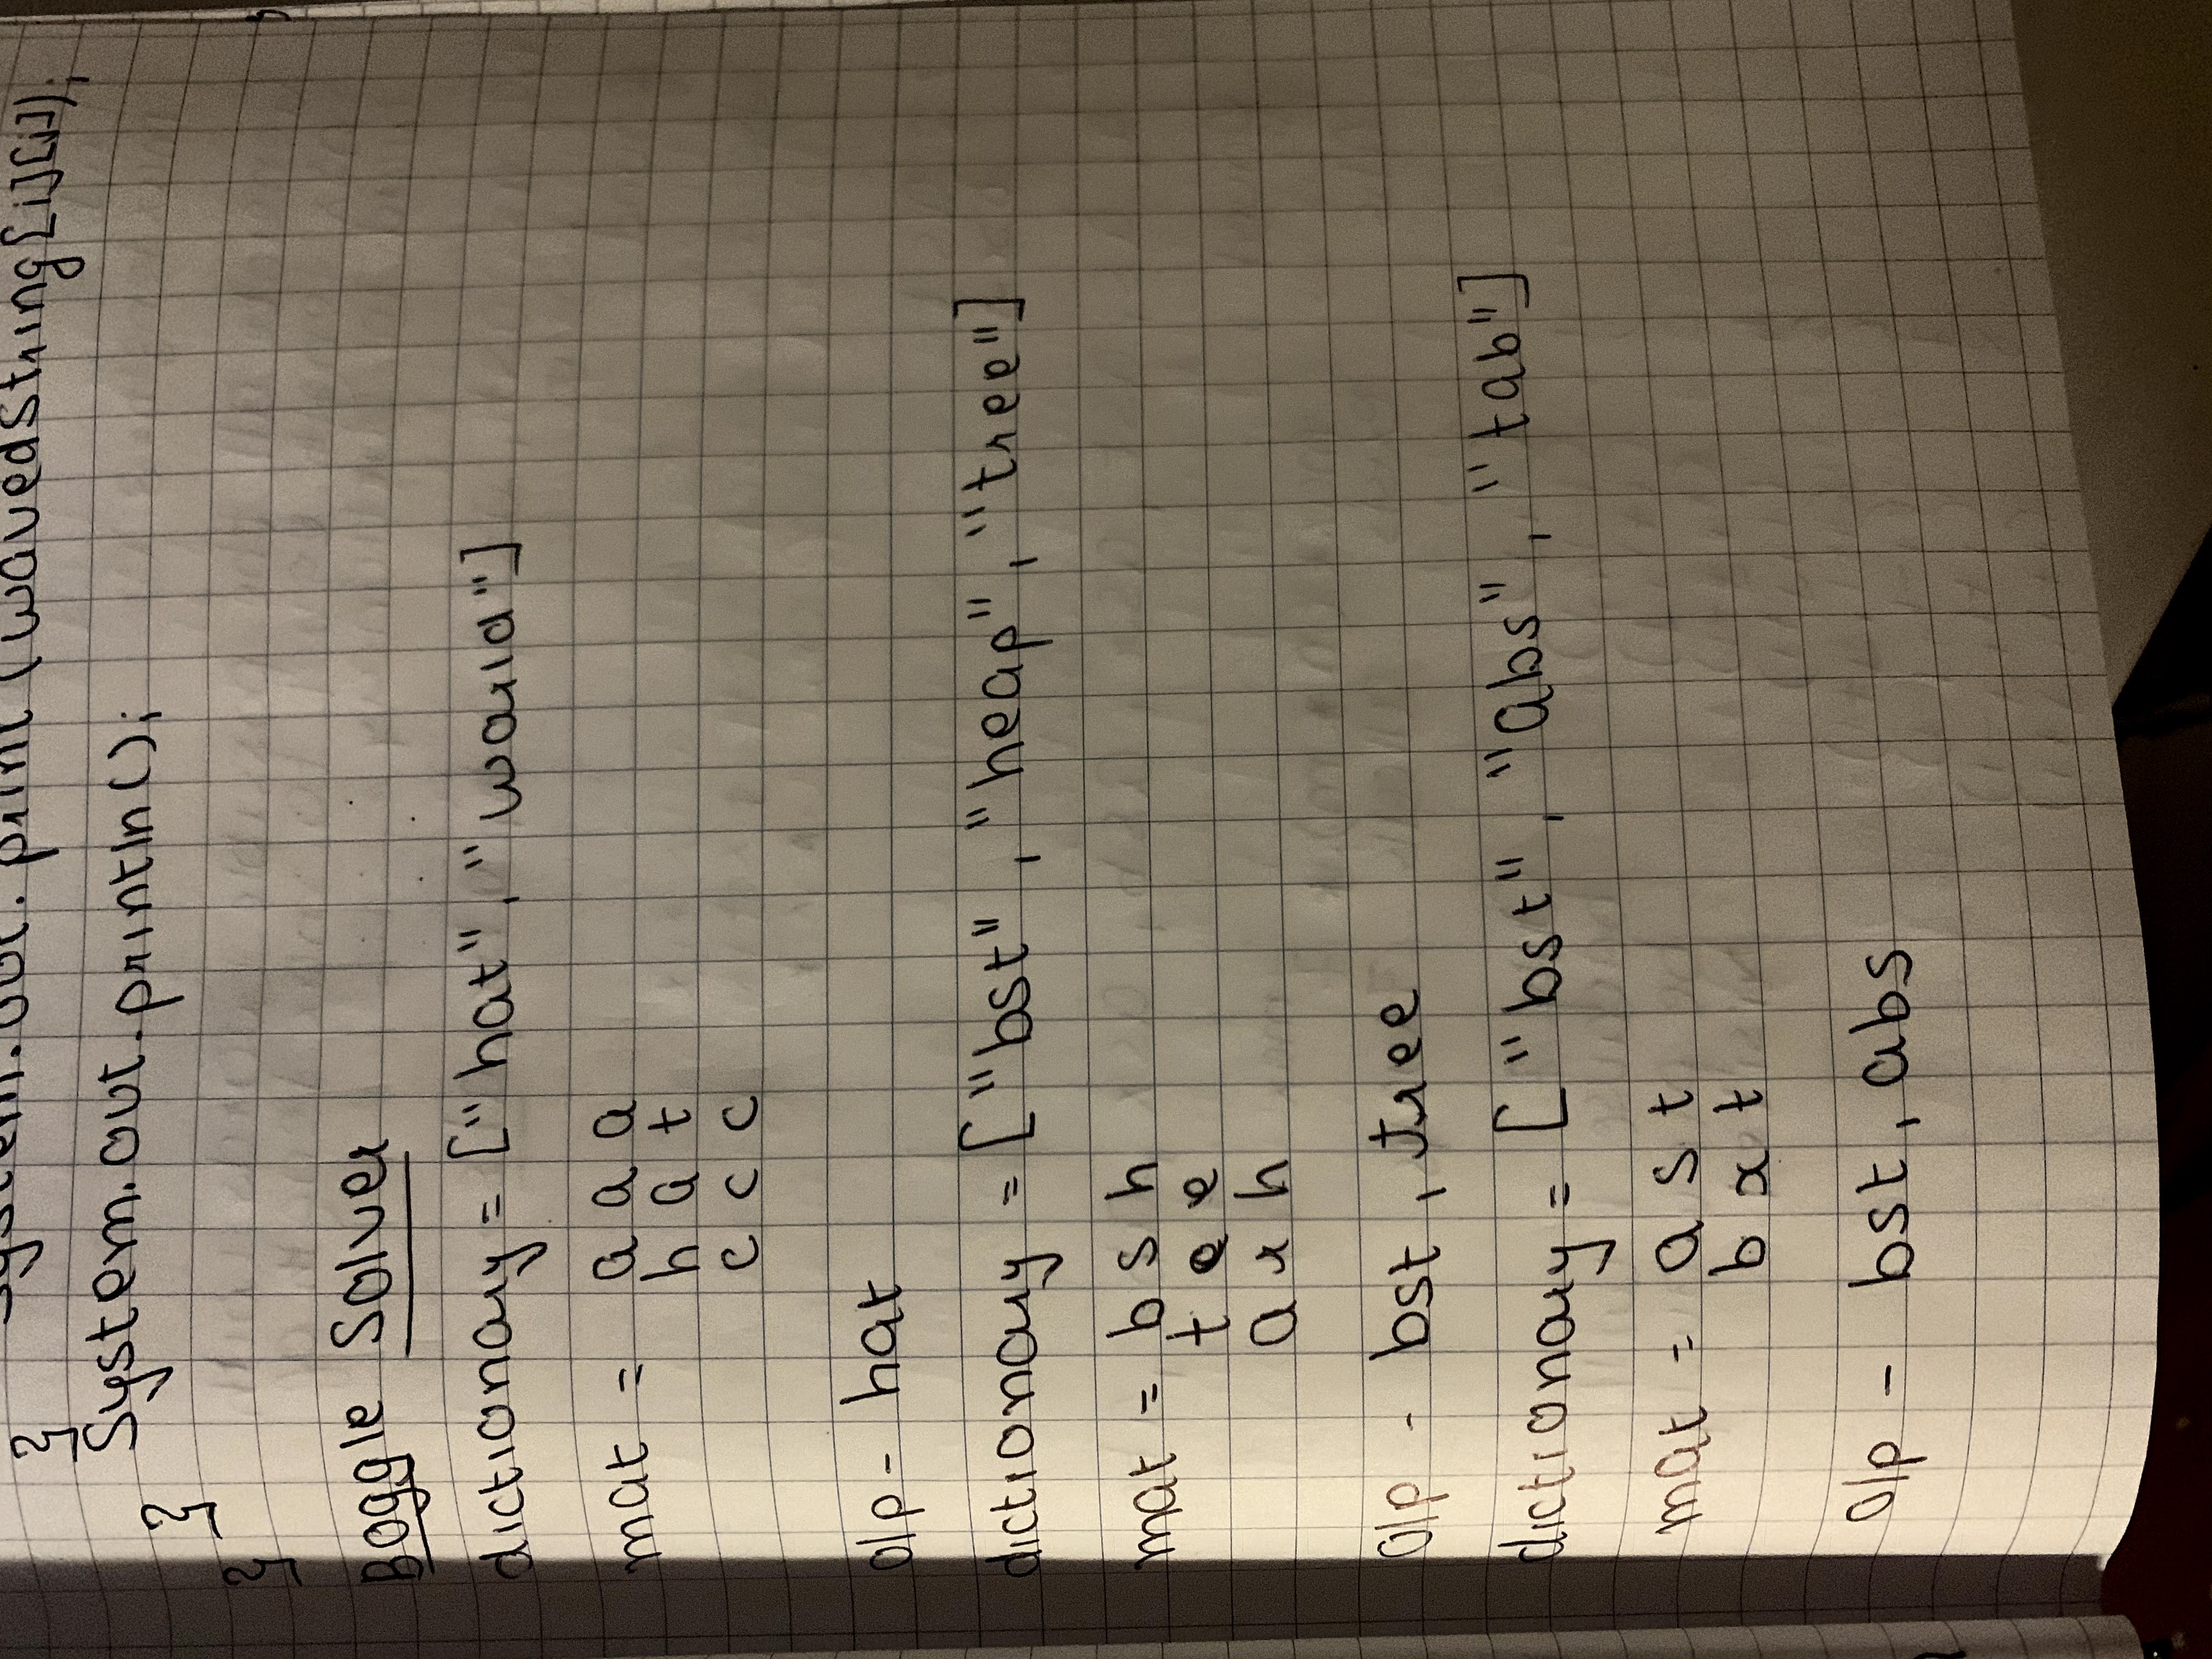 System.out.print(wavedString[i][j]);
}
System.out.println();
}
}
Boggle Solver
dictionary = ["hat", "world"]
mat = a a a
h a t
c c c
o/p - hat
dictionary = ["bst", "heap", "tree"]
mat = b s h
t e e
a r h
o/p - bst, tree
dictionary = ["bst", "abs", "tab"]
mat = a s t
b x t
o/p - bst, abs